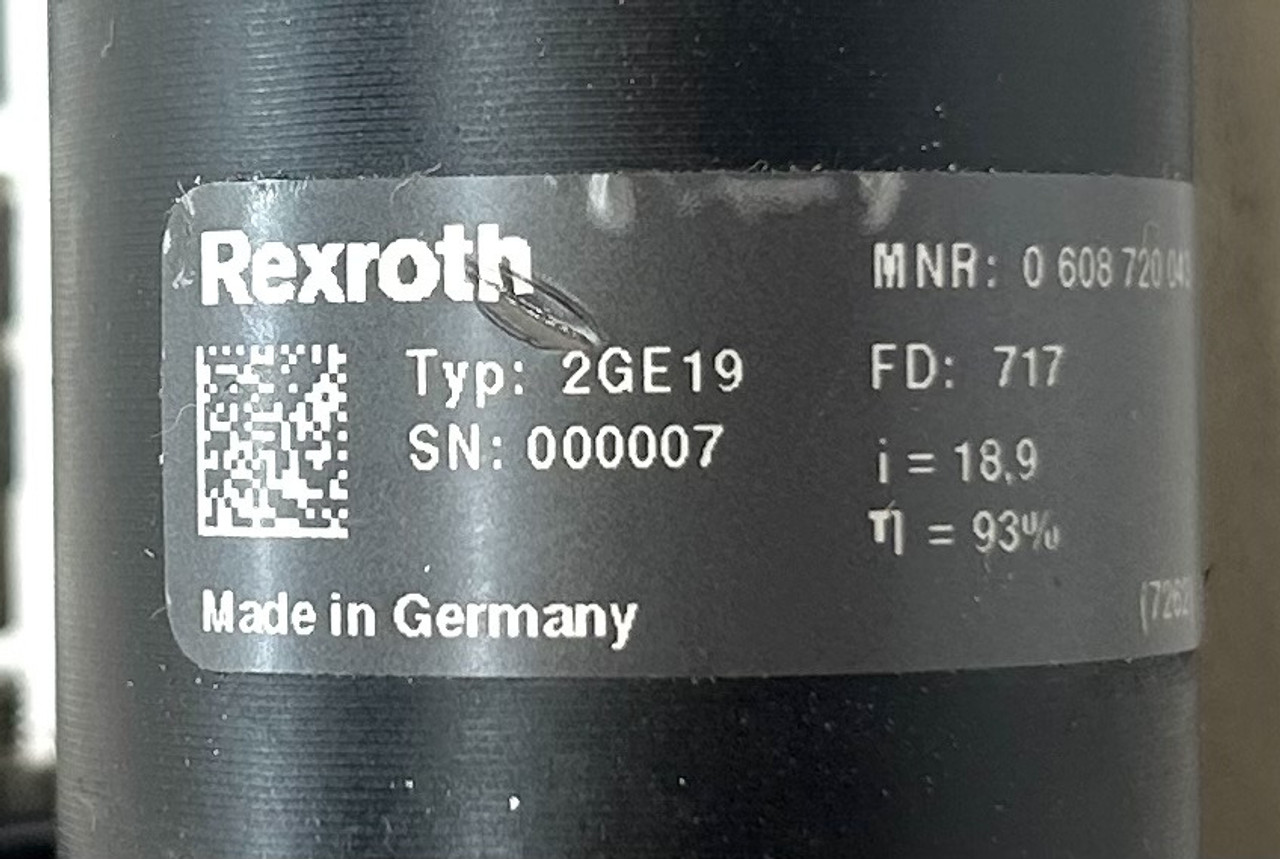 Rexroth
MNR: 0 608 720
Typ: 2GE19
FD: 717
SN: 000007
i = 18,9
η = 93%
Made in Germany